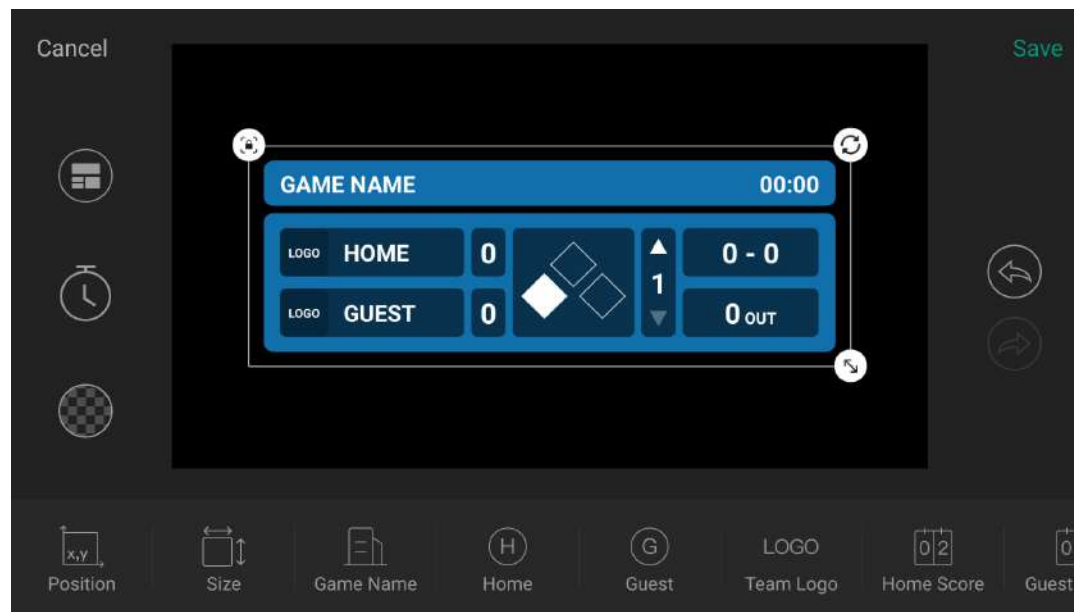 Cancel
Save
GAME NAME 00:00
LOGO HOME 0 1 0 - 0
LOGO GUEST 0 0 OUT
x,y
Position
Size
Game Name
H
Home
G
Guest
LOGO
Team Logo
0 2
Home Score
0
Guest